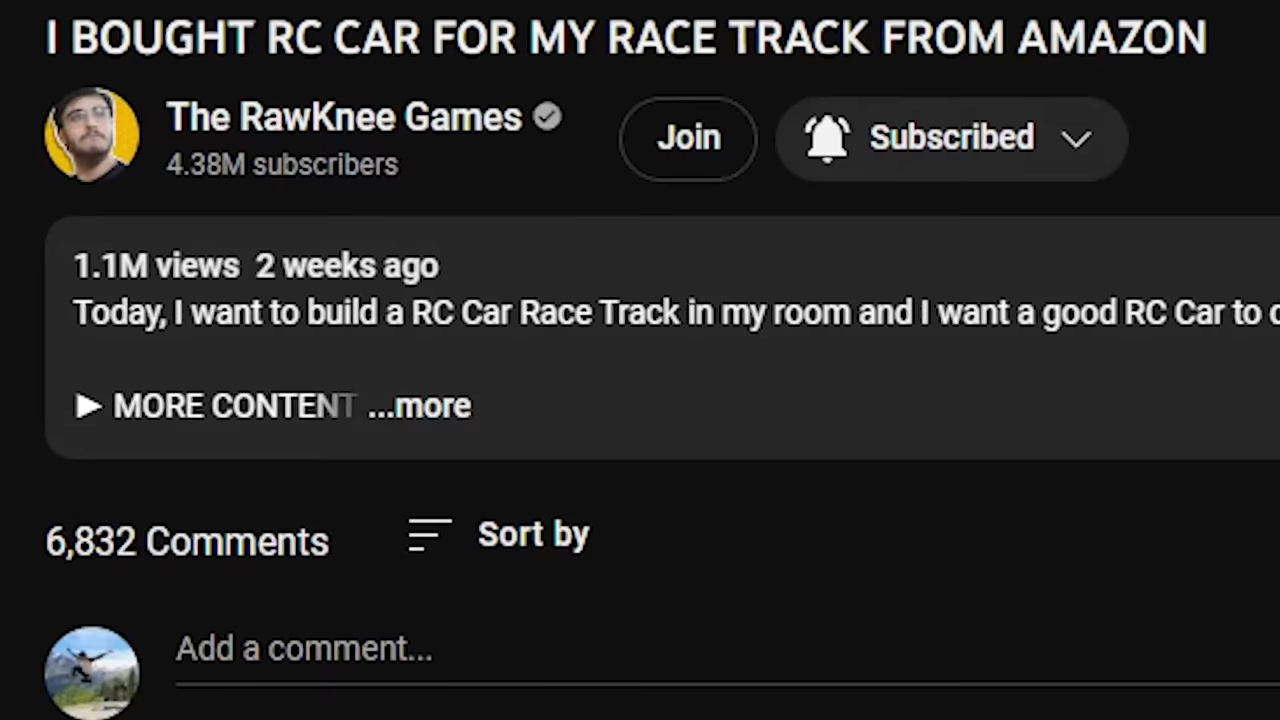 I BOUGHT RC CAR FOR MY RACE TRACK FROM AMAZON
The RawKnee Games
4.38M subscribers
Join
Subscribed
1.1M views 2 weeks ago
Today, I want to build a RC Car Race Track in my room and I want a good RC Car to
▶ MORE CONTENT ...more
6,832 Comments
Sort by
Add a comment...